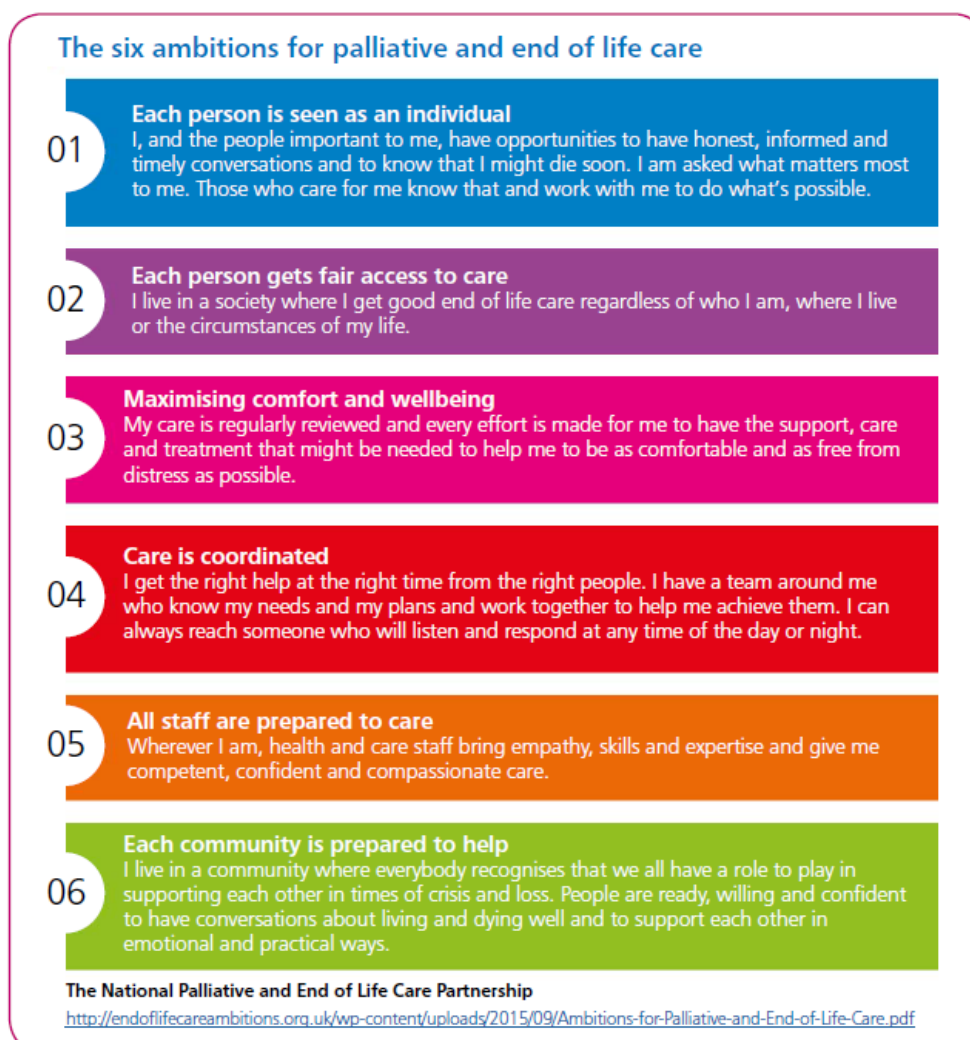 The six ambitions for palliative and end of life care
01
Each person is seen as an individual
I, and the people important to me, have opportunities to have honest, informed and
timely conversations and to know that I might die soon. I am asked what matters most
to me. Those who care for me know that and work with me to do what's possible.
02
Each person gets fair access to care
I live in a society where I get good end of life care regardless of who I am, where I live
or the circumstances of my life.
03
Maximising comfort and wellbeing
My care is regularly reviewed and every effort is made for me to have the support, care
and treatment that might be needed to help me to be as comfortable and as free from
distress as possible.
04
Care is coordinated
I get the right help at the right time from the right people. I have a team around me
who know my needs and my plans and work together to help me achieve them. I can
always reach someone who will listen and respond at any time of the day or night.
05
All staff are prepared to care
Wherever I am, health and care staff bring empathy, skills and expertise and give me
competent, confident and compassionate care.
06
Each community is prepared to help
I live in a community where everybody recognises that we all have a role to play in
supporting each other in times of crisis and loss. People are ready, willing and confident
to have conversations about living and dying well and to support each other in
emotional and practical ways.
The National Palliative and End of Life Care Partnership
http://endoflifecareambitions.org.uk/wp-content/uploads/2015/09/Ambitions-for-Palliative-and-End-of-Life-Care.pdf